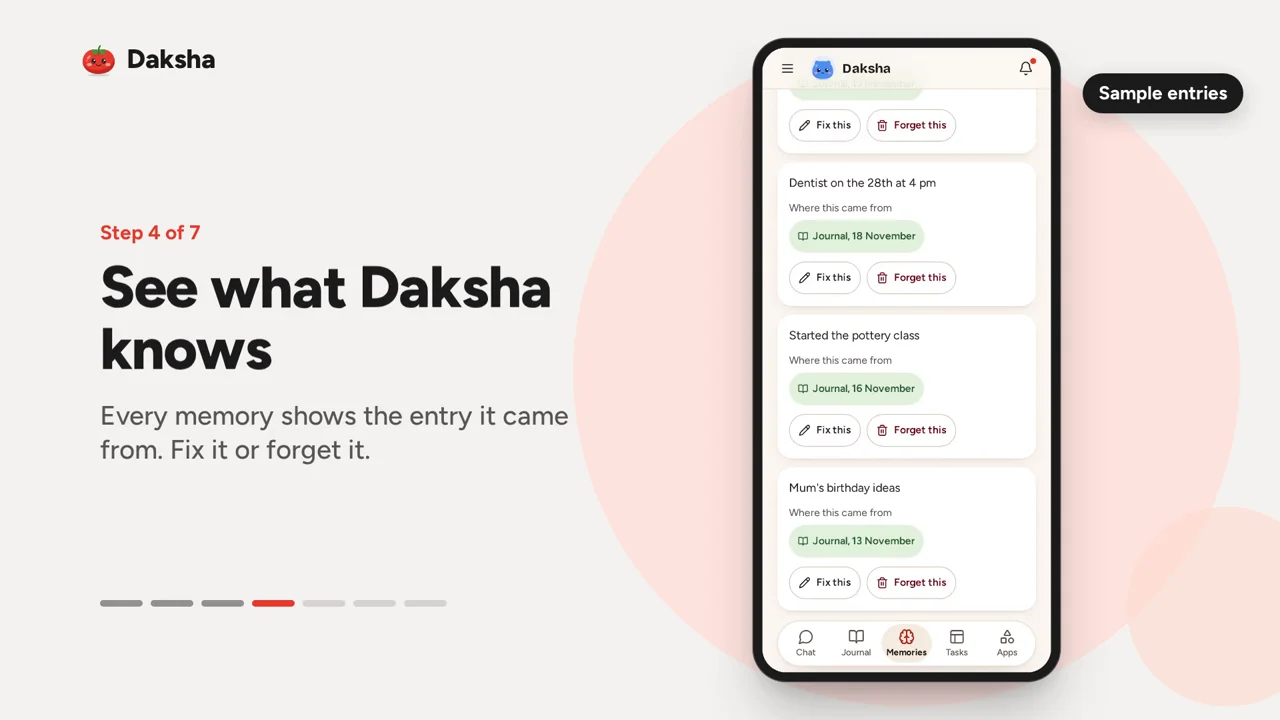 Daksha
Step 4 of 7
See what Daksha
knows
Every memory shows the entry it came
from. Fix it or forget it.
Daksha
Sample entries
Fix this
Forget this
Dentist on the 28th at 4 pm
Where this came from
Journal, 18 November
Fix this
Forget this
Started the pottery class
Where this came from
Journal, 16 November
Fix this
Forget this
Mum's birthday ideas
Where this came from
Journal, 13 November
Fix this
Forget this
Chat
Journal
Memories
Tasks
Apps